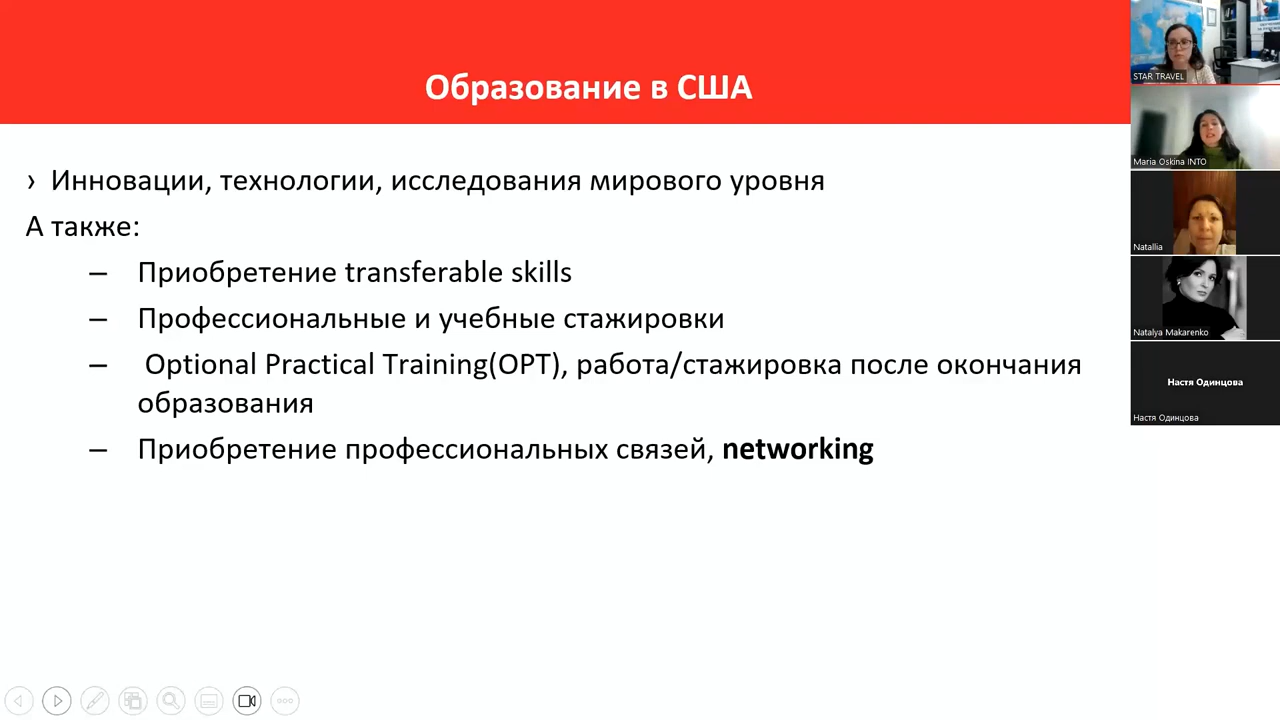 Образование в США
› Инновации, технологии, исследования мирового уровня
А также:
– Приобретение transferable skills
– Профессиональные и учебные стажировки
– Optional Practical Training(OPT), работа/стажировка после окончания
образования
– Приобретение профессиональных связей, networking
STAR TRAVEL
Maria Oskina INTO
Natallia
Natalya Makarenko
Настя Одинцова
Настя Одинцова